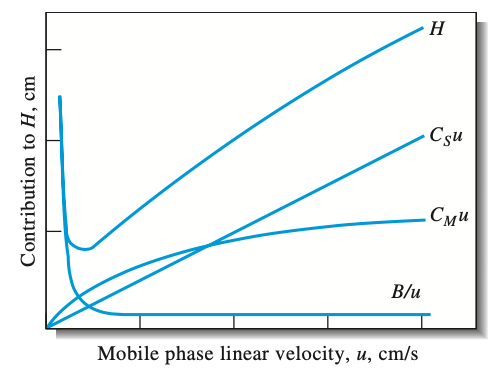 H
C_S u
C_M u
B/u
Contribution to H, cm
Mobile phase linear velocity, u, cm/s